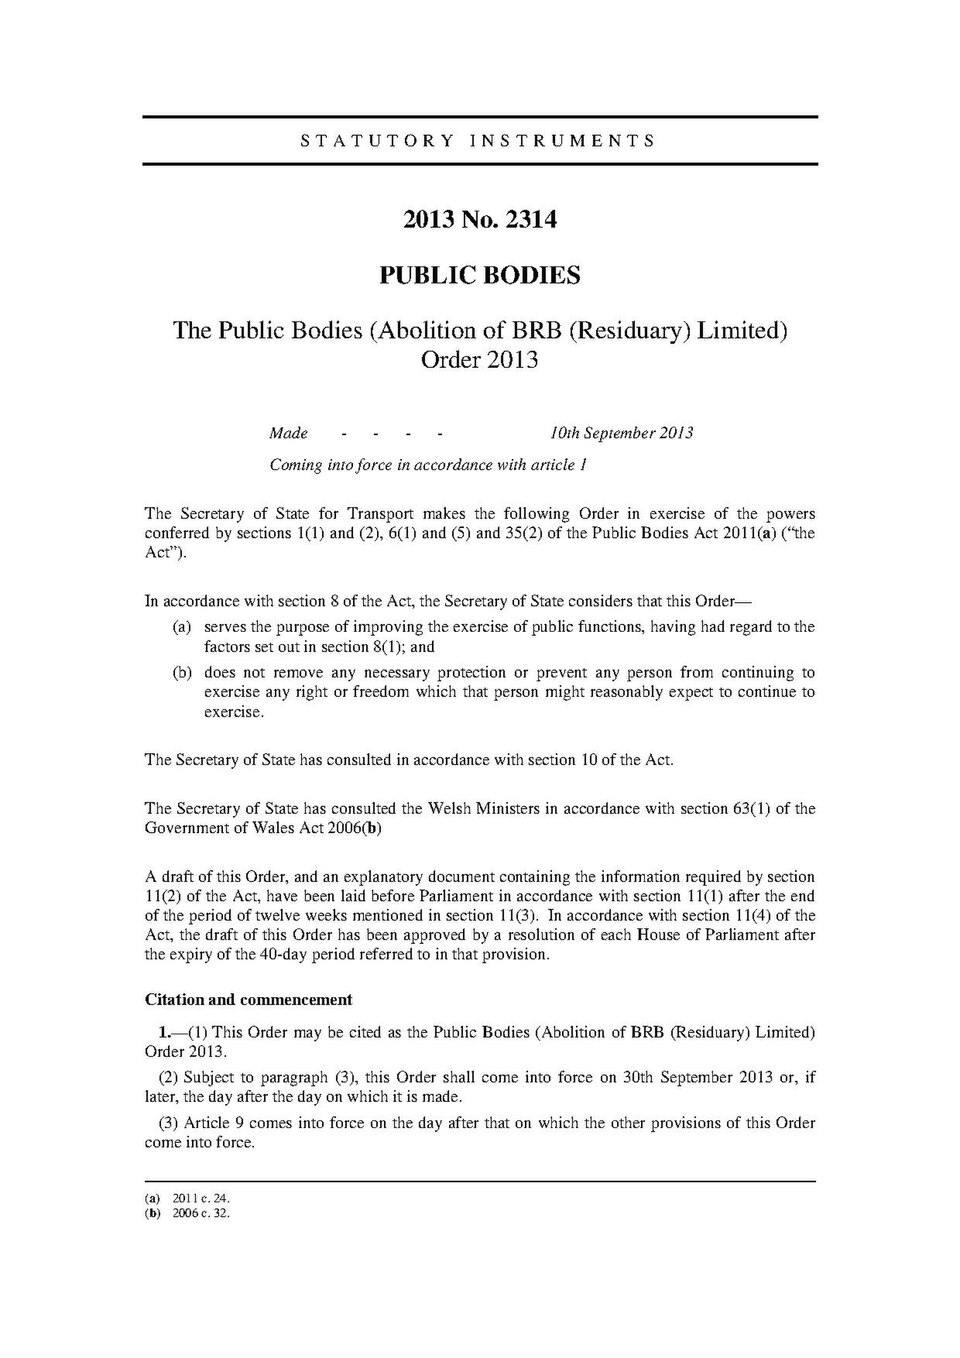 STATUTORY INSTRUMENTS
2013 No. 2314
PUBLIC BODIES
The Public Bodies (Abolition of BRB (Residuary) Limited)
Order 2013
Made - - - - 10th September 2013
Coming into force in accordance with article 1
The Secretary of State for Transport makes the following Order in exercise of the powers
conferred by sections 1(1) and (2), 6(1) and (5) and 35(2) of the Public Bodies Act 2011(a) (“the
Act”).
In accordance with section 8 of the Act, the Secretary of State considers that this Order—
(a) serves the purpose of improving the exercise of public functions, having had regard to the
factors set out in section 8(1); and
(b) does not remove any necessary protection or prevent any person from continuing to
exercise any right or freedom which that person might reasonably expect to continue to
exercise.
The Secretary of State has consulted in accordance with section 10 of the Act.
The Secretary of State has consulted the Welsh Ministers in accordance with section 63(1) of the
Government of Wales Act 2006(b)
A draft of this Order, and an explanatory document containing the information required by section
11(2) of the Act, have been laid before Parliament in accordance with section 11(1) after the end
of the period of twelve weeks mentioned in section 11(3). In accordance with section 11(4) of the
Act, the draft of this Order has been approved by a resolution of each House of Parliament after
the expiry of the 40-day period referred to in that provision.
Citation and commencement
1.—(1) This Order may be cited as the Public Bodies (Abolition of BRB (Residuary) Limited)
Order 2013.
(2) Subject to paragraph (3), this Order shall come into force on 30th September 2013 or, if
later, the day after the day on which it is made.
(3) Article 9 comes into force on the day after that on which the other provisions of this Order
come into force.
(a) 2011 c. 24.
(b) 2006 c. 32.